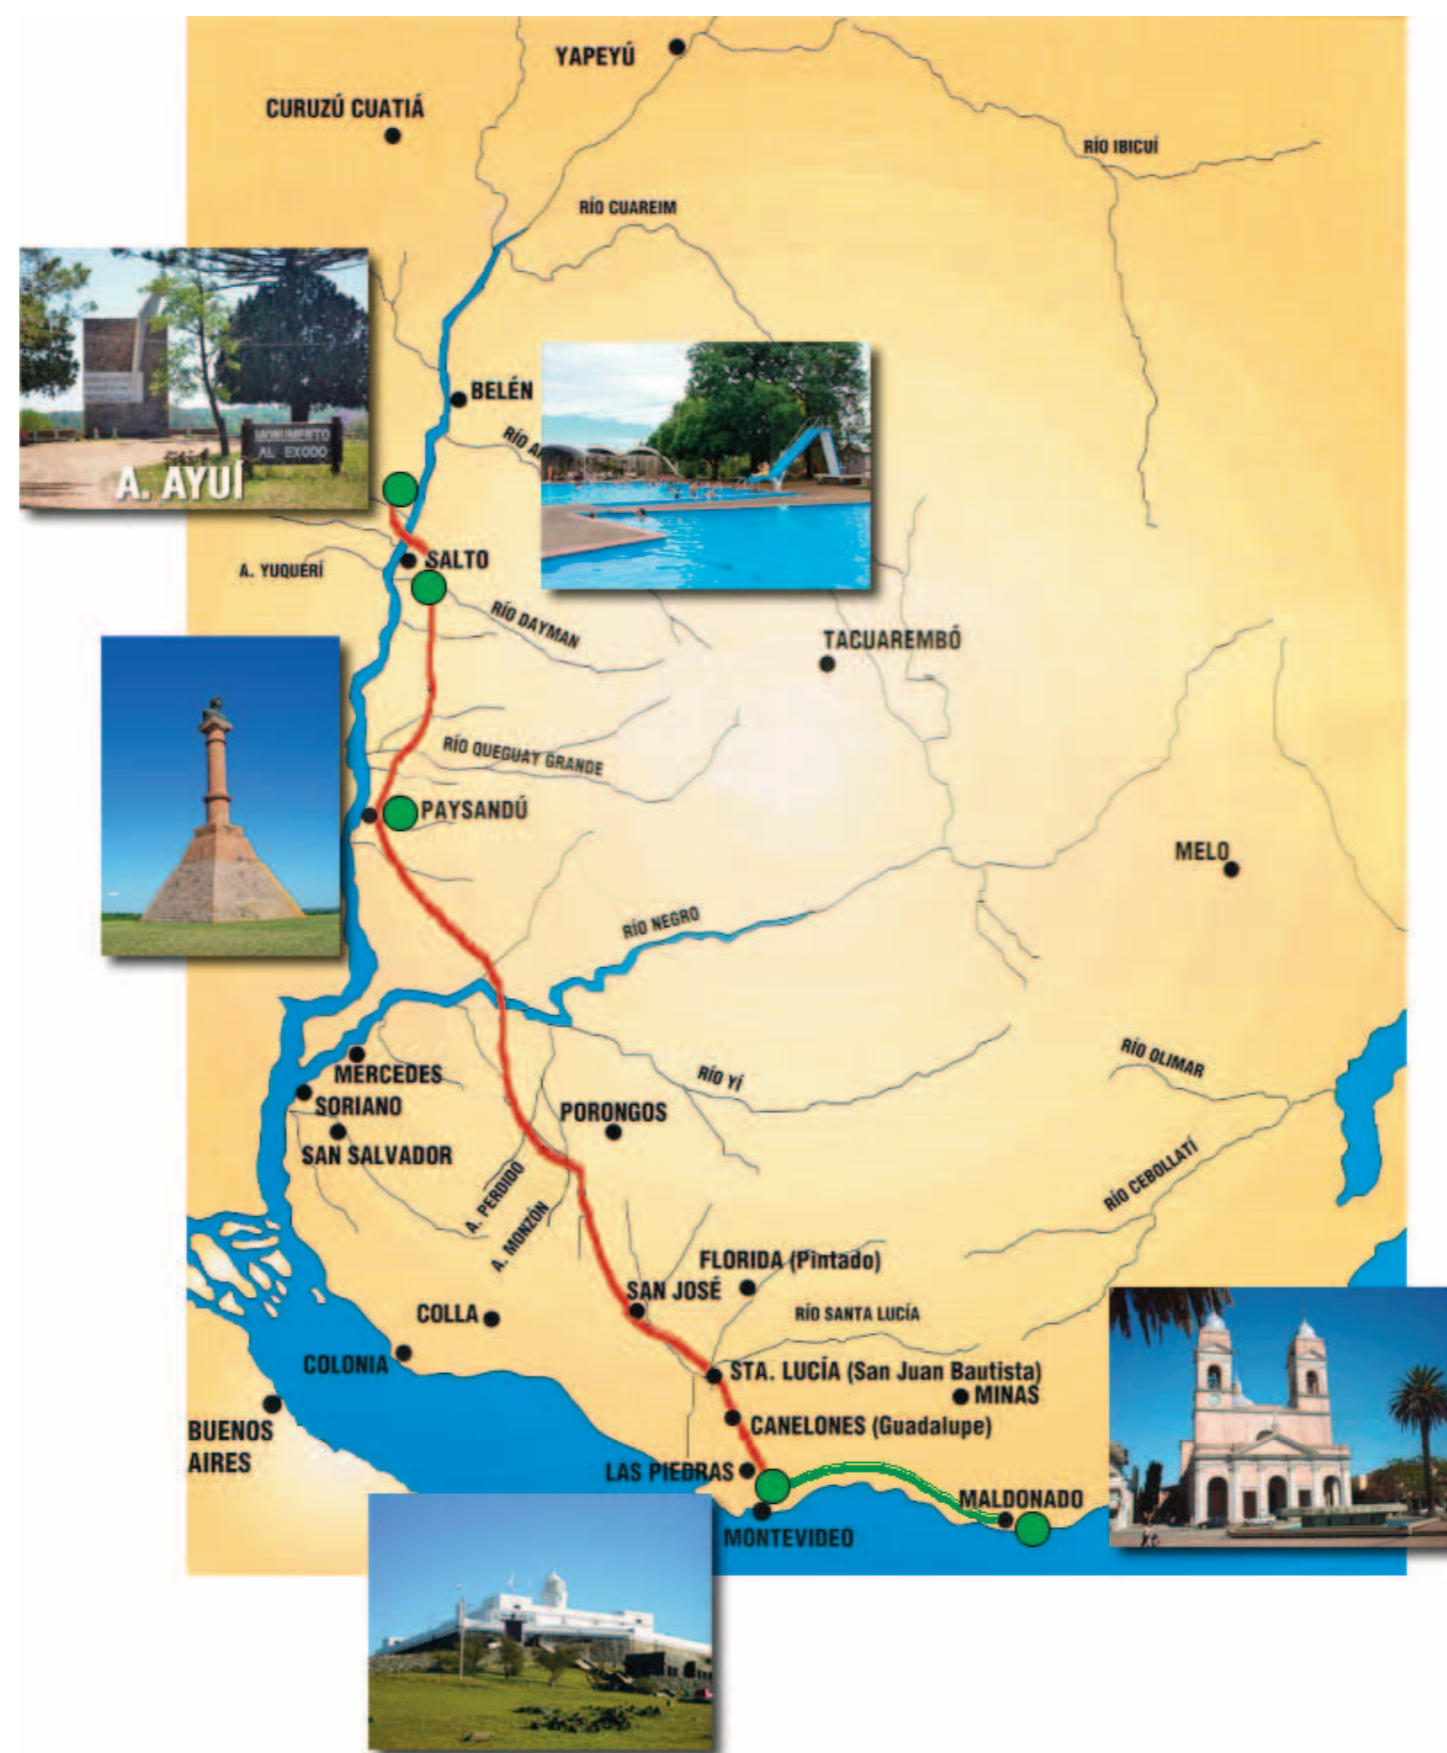 YAPEYÚ
CURUZÚ CUATIÁ
RÍO IBICUÍ
RÍO CUAREIM
BELÉN
RÍO
MONUMENTO
AL EXODO
A. AYUÍ
SALTO
A. YUQUERÍ
RÍO DAYMAN
TACUAREMBÓ
RÍO QUEGUAY GRANDE
PAYSANDÚ
MELO
RÍO NEGRO
RÍO OLIMAR
MERCEDES
RÍO YÍ
SORIANO
PORONGOS
SAN SALVADOR
RÍO CEBOLLATÍ
A. PERDIDO
A. MONZÓN
FLORIDA (Pintado)
SAN JOSÉ
COLLA
RÍO SANTA LUCÍA
COLONIA
STA. LUCÍA (San Juan Bautista)
MINAS
BUENOS
AIRES
CANELONES (Guadalupe)
LAS PIEDRAS
MALDONADO
MONTEVIDEO